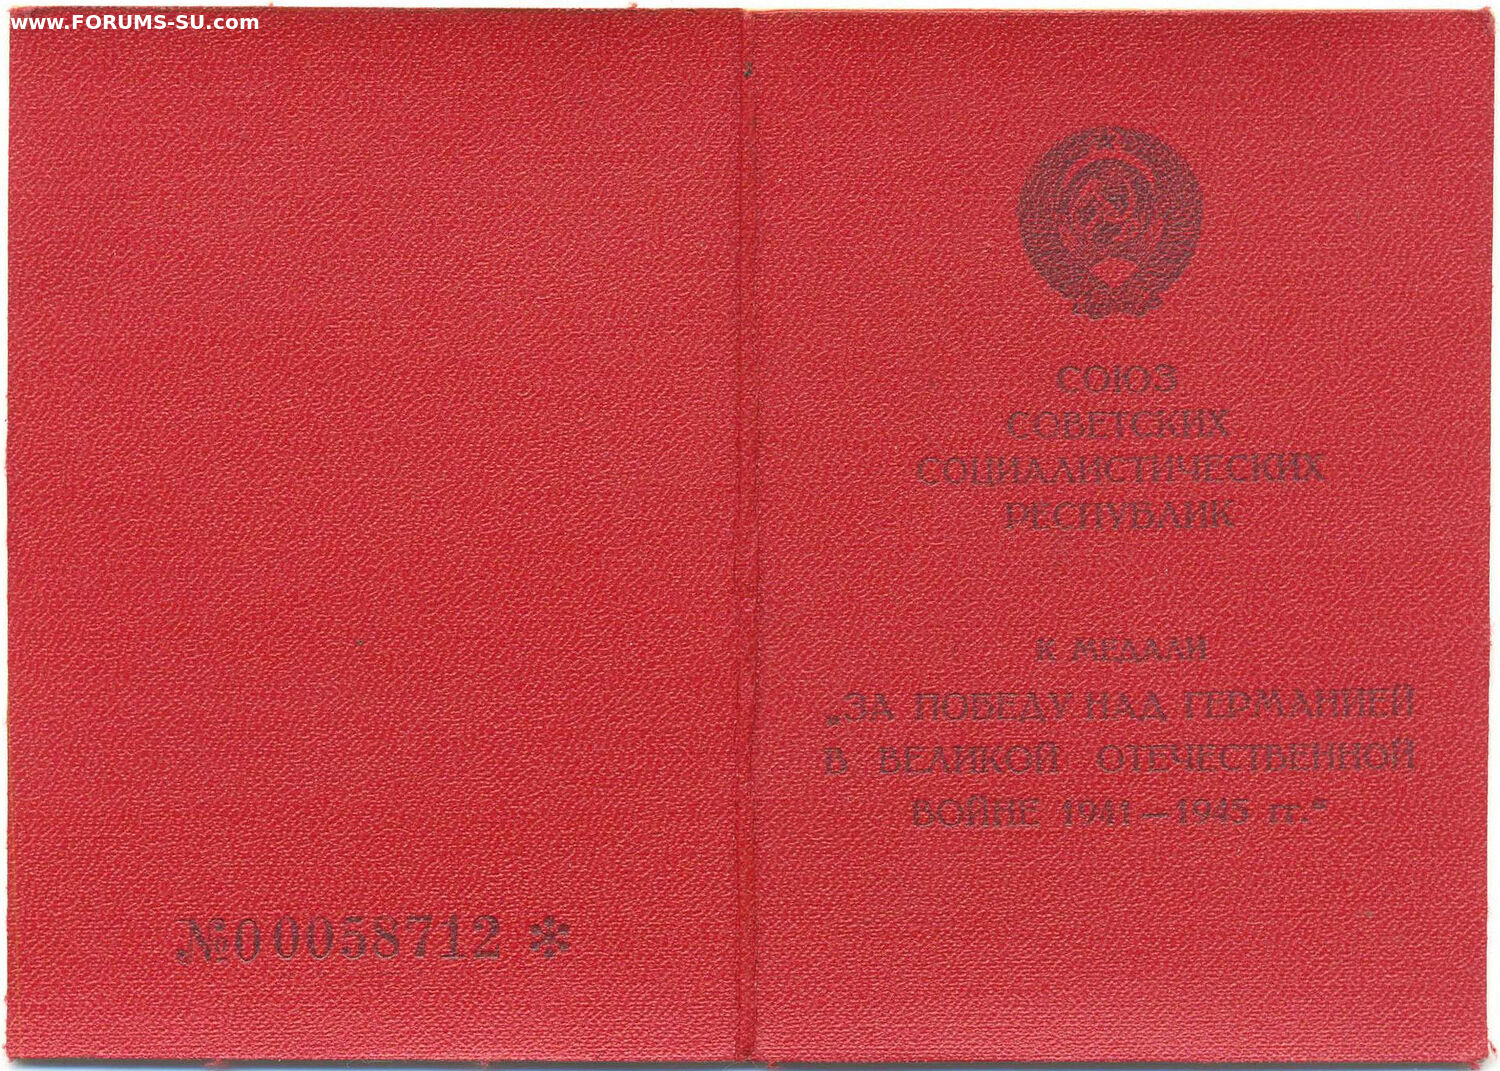 www.FORUMS-SU.com
СОЮЗ
СОВЕТСКИХ
СОЦИАЛИСТИЧЕСКИХ
РЕСПУБЛИК
К МЕДАЛИ
„ЗА ПОБЕДУ НАД ГЕРМАНИЕЙ
В ВЕЛИКОЙ ОТЕЧЕСТВЕННОЙ
ВОЙНЕ 1941—1945 гг.“
№00058712 *